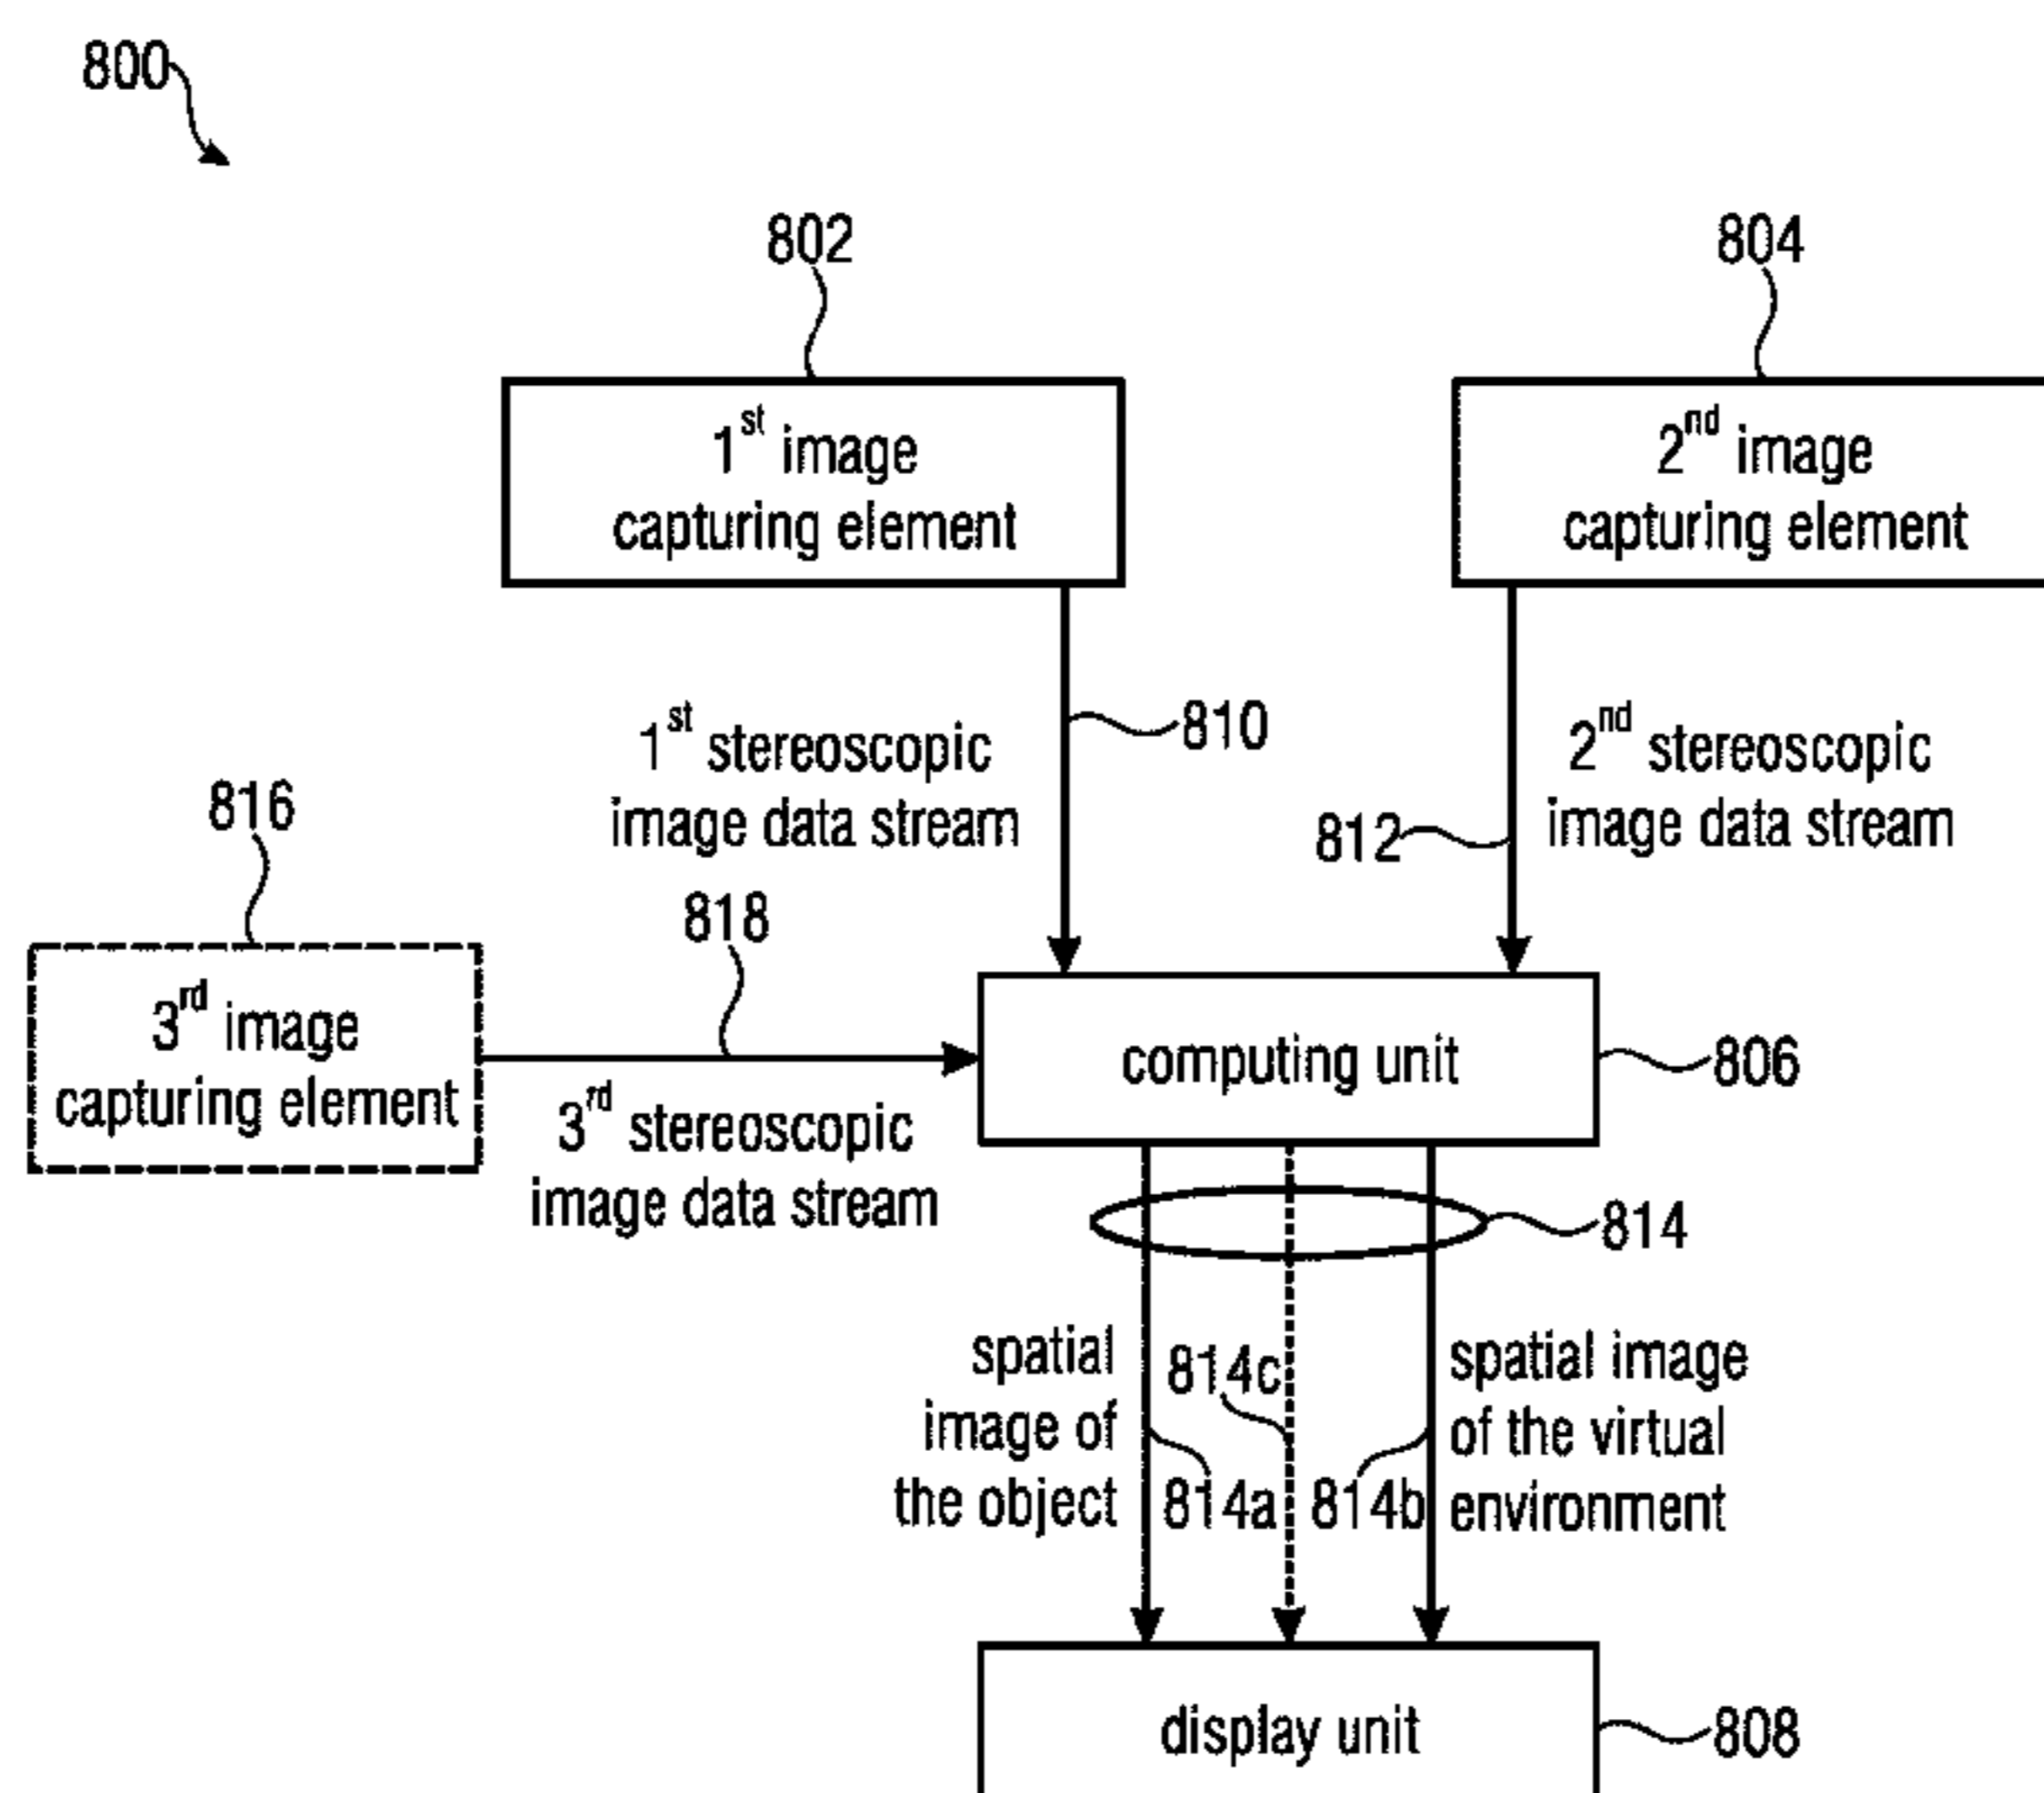 800
802
804
1st image
capturing element
2nd image
capturing element
810
1st stereoscopic
image data stream
2nd stereoscopic
image data stream
812
816
818
3rd image
capturing element
computing unit
806
3rd stereoscopic
image data stream
814
spatial
image of
the object
814c
814a
814b
spatial image
of the virtual
environment
display unit
808